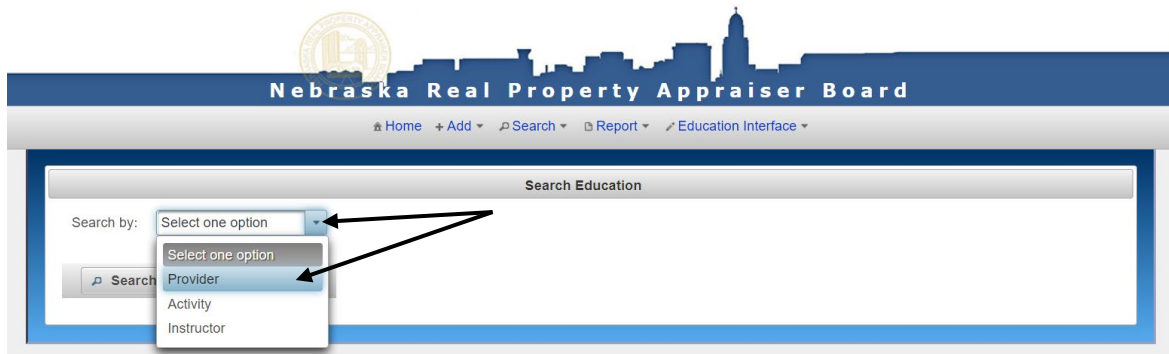 Nebraska Real Property Appraiser Board
Home Add Search Report Education Interface
Search Education
Search by: Select one option
Select one option
Search Provider
Activity
Instructor